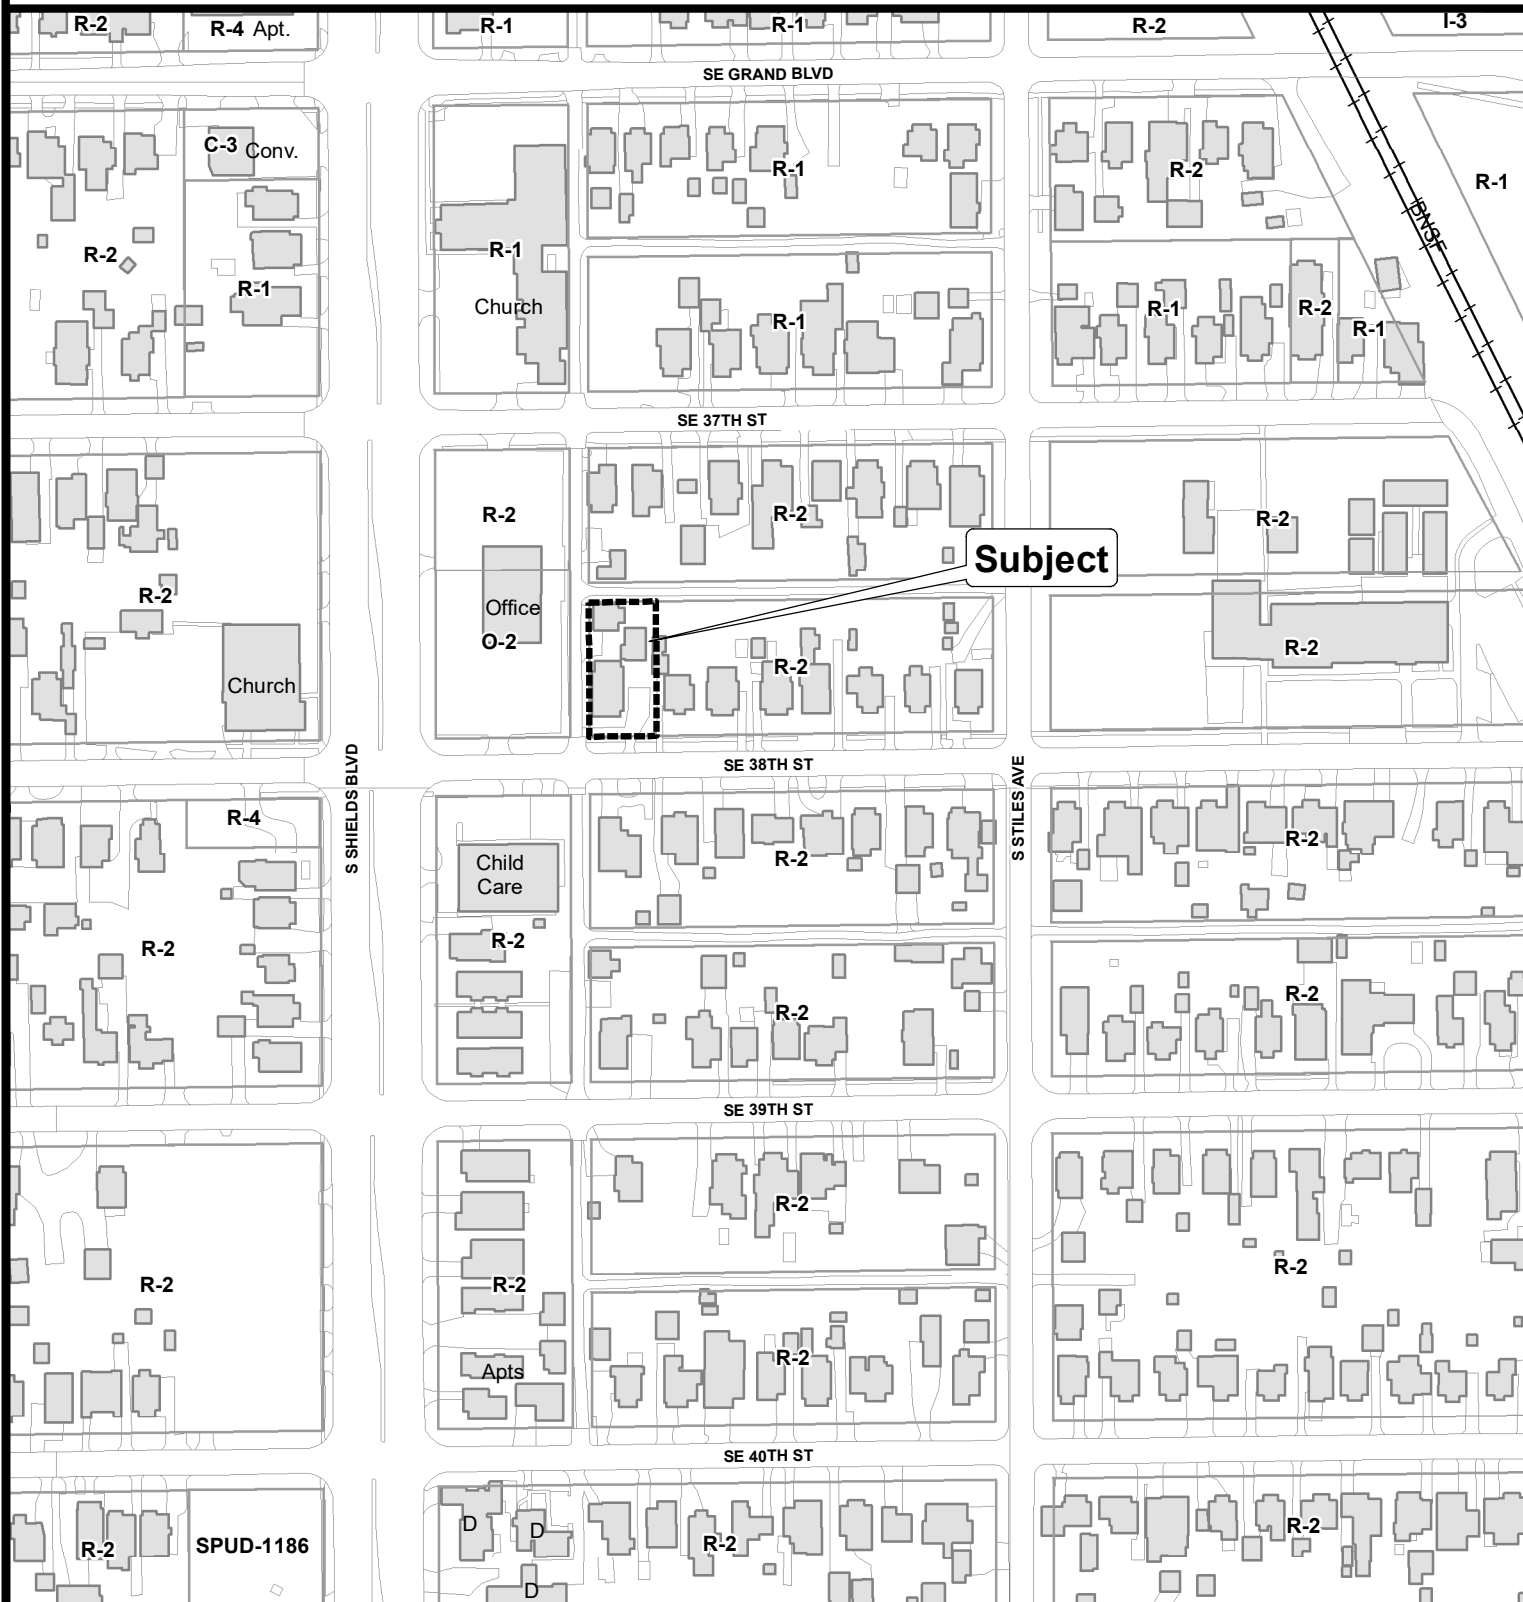 R-2
R-4 Apt.
R-1
R-1
R-2
I-3
SE GRAND BLVD
C-3 Conv.
R-1
R-2
R-1
BNSF
R-2
R-1
R-1
Church
R-1
R-1
R-2
R-1
R-1
SE 37TH ST
R-2
R-2
R-2
Subject
R-2
Office
O-2
R-2
R-2
Church
S SHIELDS BLVD
SE 38TH ST
S STILES AVE
R-4
Child
Care
R-2
R-2
R-2
R-2
R-2
R-2
SE 39TH ST
R-2
R-2
R-2
R-2
Apts
R-2
SE 40TH ST
R-2
SPUD-1186
D
D
D
R-2
R-2